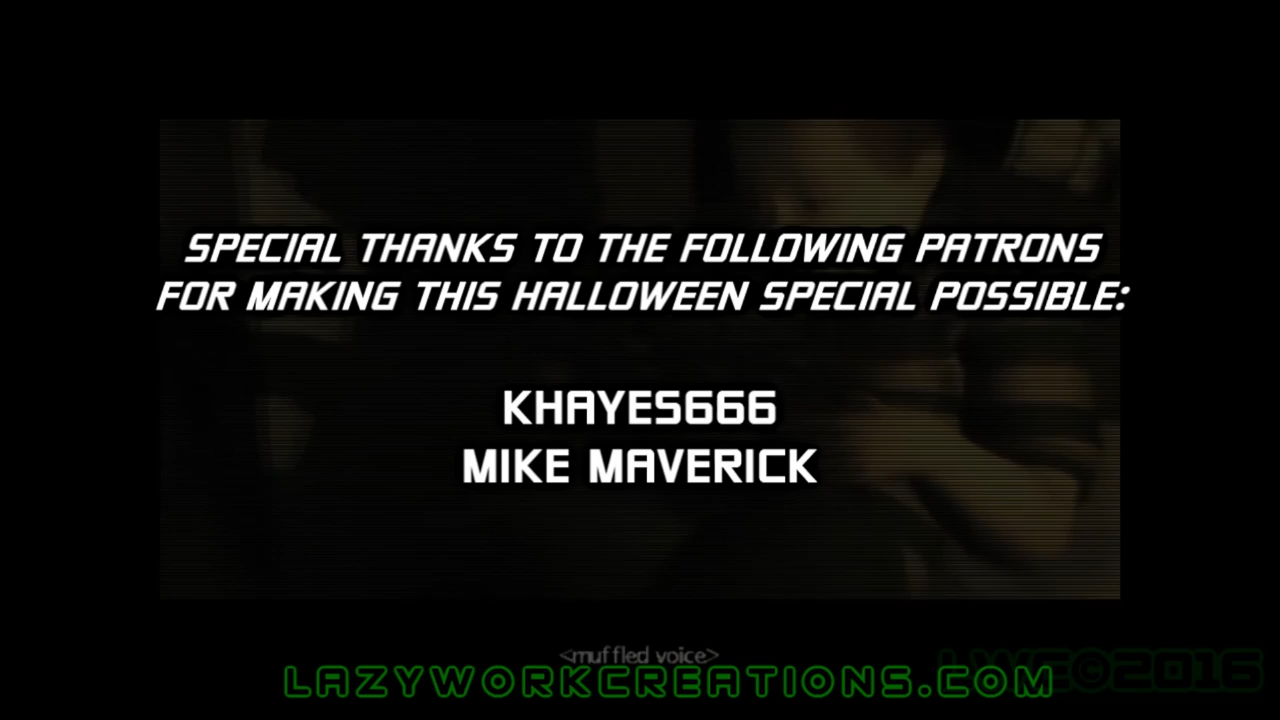 SPECIAL THANKS TO THE FOLLOWING PATRONS
FOR MAKING THIS HALLOWEEN SPECIAL POSSIBLE:
KHAYES666
MIKE MAVERICK
<muffled voice>
LAZYWORKCREATIONS.COM
LWC©2016